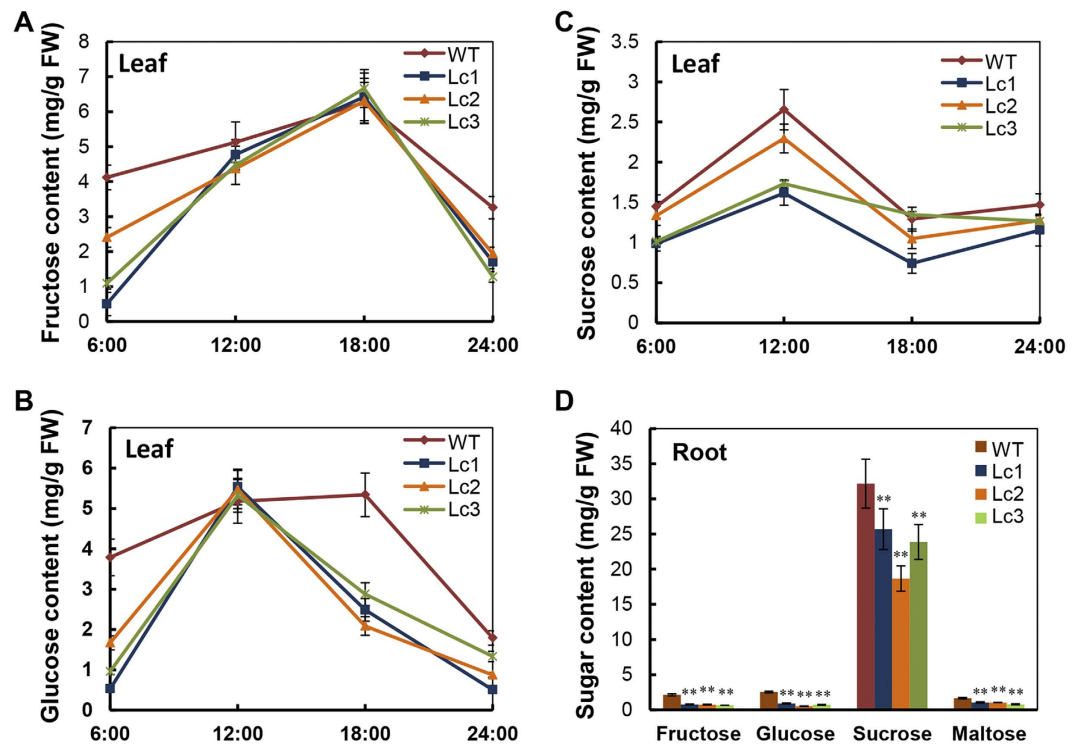 A
Fructose content (mg/g FW)
8
7
6
5
4
3
2
1
0
Leaf
WT
Lc1
Lc2
Lc3
6:00 12:00 18:00 24:00
C
Sucrose content (mg/g FW)
3.5
3
2.5
2
1.5
1
0.5
0
Leaf
WT
Lc1
Lc2
Lc3
6:00 12:00 18:00 24:00
B
Glucose content (mg/g FW)
7
6
5
4
3
2
1
0
Leaf
WT
Lc1
Lc2
Lc3
6:00 12:00 18:00 24:00
D
Sugar content (mg/g FW)
40
35
30
25
20
15
10
5
0
Root
WT
Lc1
Lc2
Lc3
** ** **
** ** **
** ** **
** ** **
Fructose Glucose Sucrose Maltose